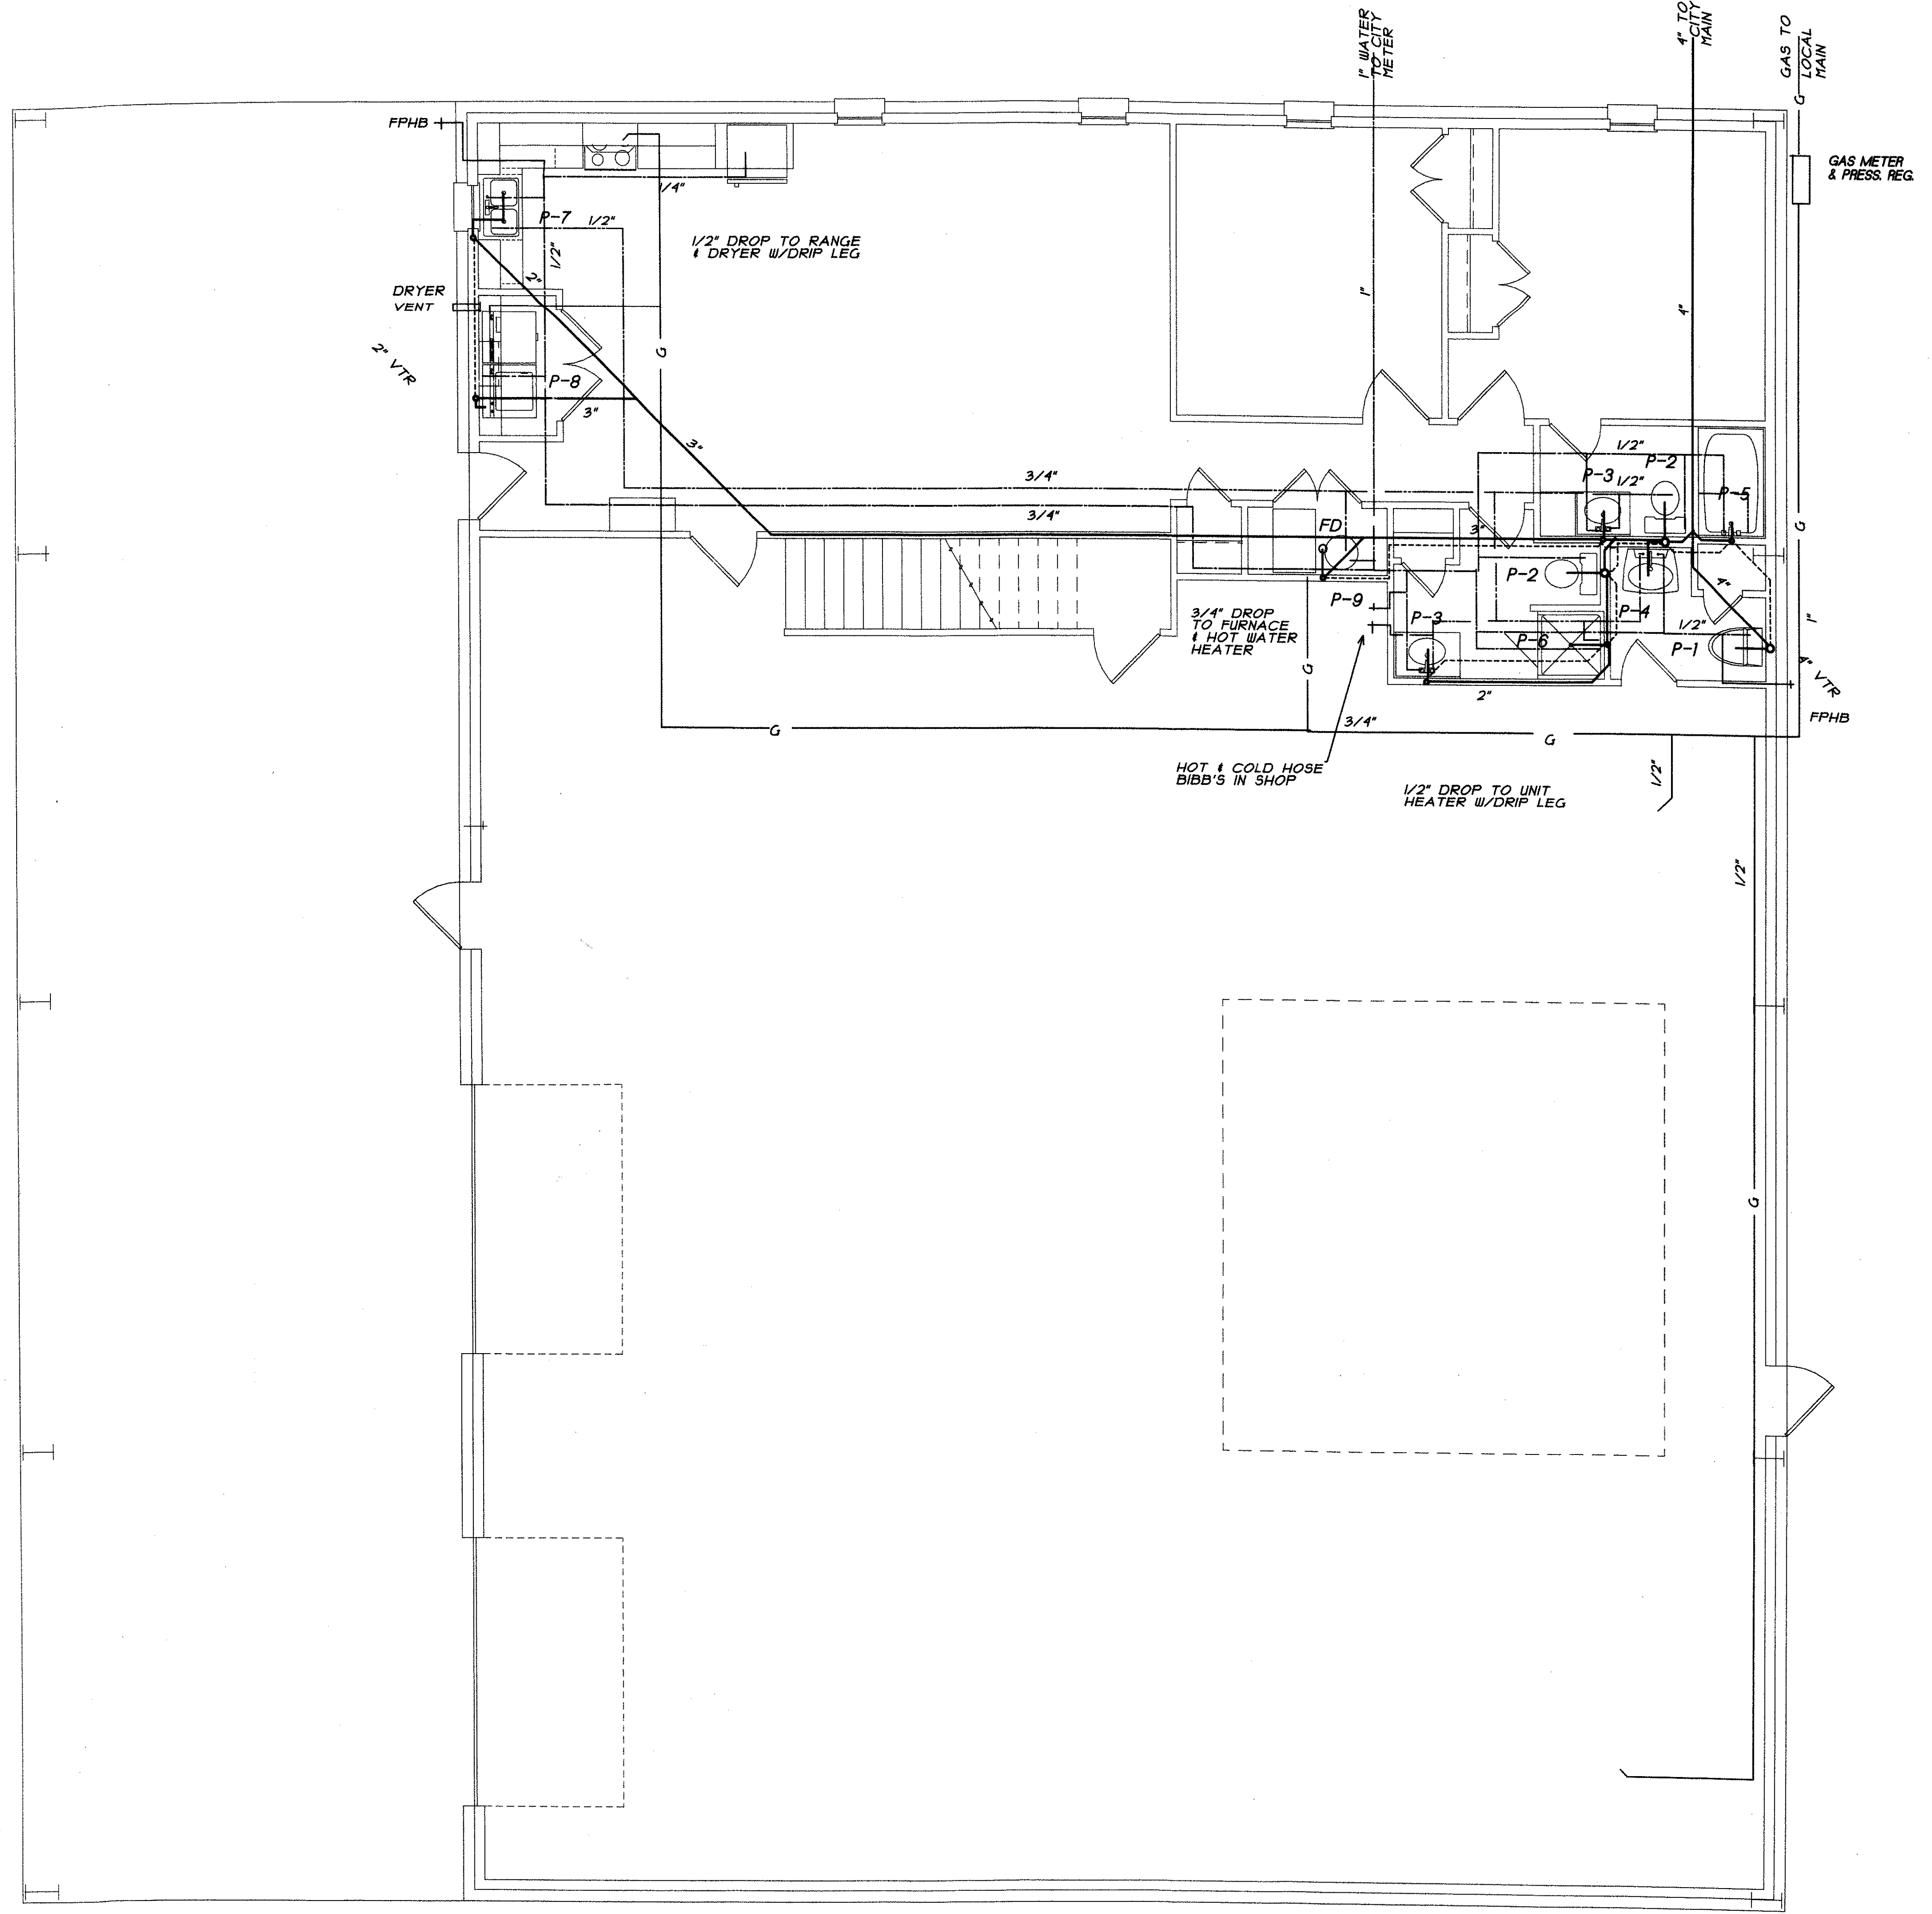 1" WATER
TO CITY
METER
4" TO
CITY
MAIN
GAS TO
LOCAL
MAIN
G
FPHB
GAS METER
& PRESS. REG.
1/4"
P-7
1/2"
1/2"
1/2" DROP TO RANGE
& DRYER W/DRIP LEG
2"
DRYER
VENT
1"
4"
G
2" VTR
P-8
3"
3"
1/2"
P-2
P-3
1/2"
P-5
3/4"
3/4"
FD
3"
G
P-2
4"
P-9
3/4" DROP
TO FURNACE
& HOT WATER
HEATER
P-3
P-4
1/2"
1"
P-6
P-1
G
4" VTR
2"
FPHB
3/4"
G
G
HOT & COLD HOSE
BIBB'S IN SHOP
1/2"
1/2" DROP TO UNIT
HEATER W/DRIP LEG
1/2"
G